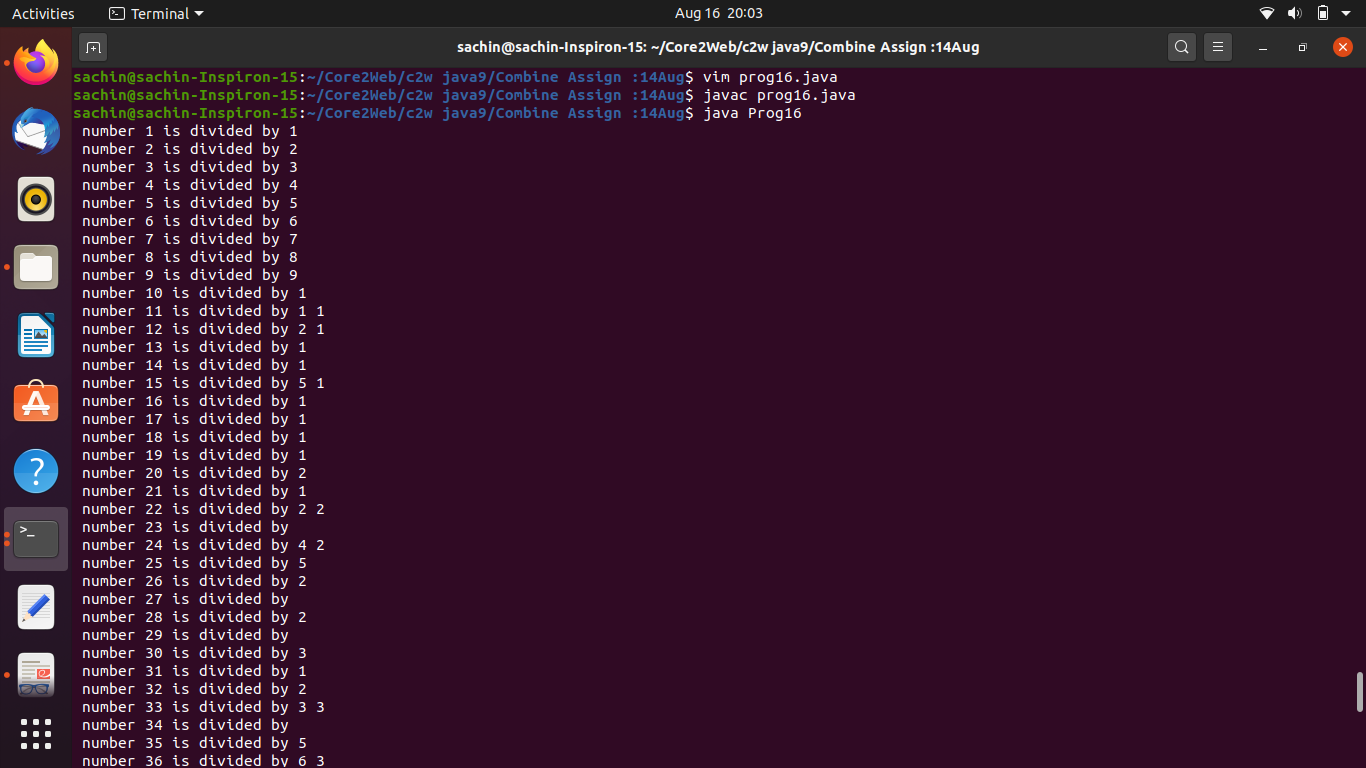 Activities Terminal Aug 16 20:03
sachin@sachin-Inspiron-15: ~/Core2Web/c2w java9/Combine Assign :14Aug
sachin@sachin-Inspiron-15:~/Core2Web/c2w java9/Combine Assign :14Aug$ vim prog16.java
sachin@sachin-Inspiron-15:~/Core2Web/c2w java9/Combine Assign :14Aug$ javac prog16.java
sachin@sachin-Inspiron-15:~/Core2Web/c2w java9/Combine Assign :14Aug$ java Prog16
number 1 is divided by 1
number 2 is divided by 2
number 3 is divided by 3
number 4 is divided by 4
number 5 is divided by 5
number 6 is divided by 6
number 7 is divided by 7
number 8 is divided by 8
number 9 is divided by 9
number 10 is divided by 1
number 11 is divided by 1 1
number 12 is divided by 2 1
number 13 is divided by 1
number 14 is divided by 1
number 15 is divided by 5 1
number 16 is divided by 1
number 17 is divided by 1
number 18 is divided by 1
number 19 is divided by 1
number 20 is divided by 2
number 21 is divided by 1
number 22 is divided by 2 2
number 23 is divided by
number 24 is divided by 4 2
number 25 is divided by 5
number 26 is divided by 2
number 27 is divided by
number 28 is divided by 2
number 29 is divided by
number 30 is divided by 3
number 31 is divided by 1
number 32 is divided by 2
number 33 is divided by 3 3
number 34 is divided by
number 35 is divided by 5
number 36 is divided by 6 3